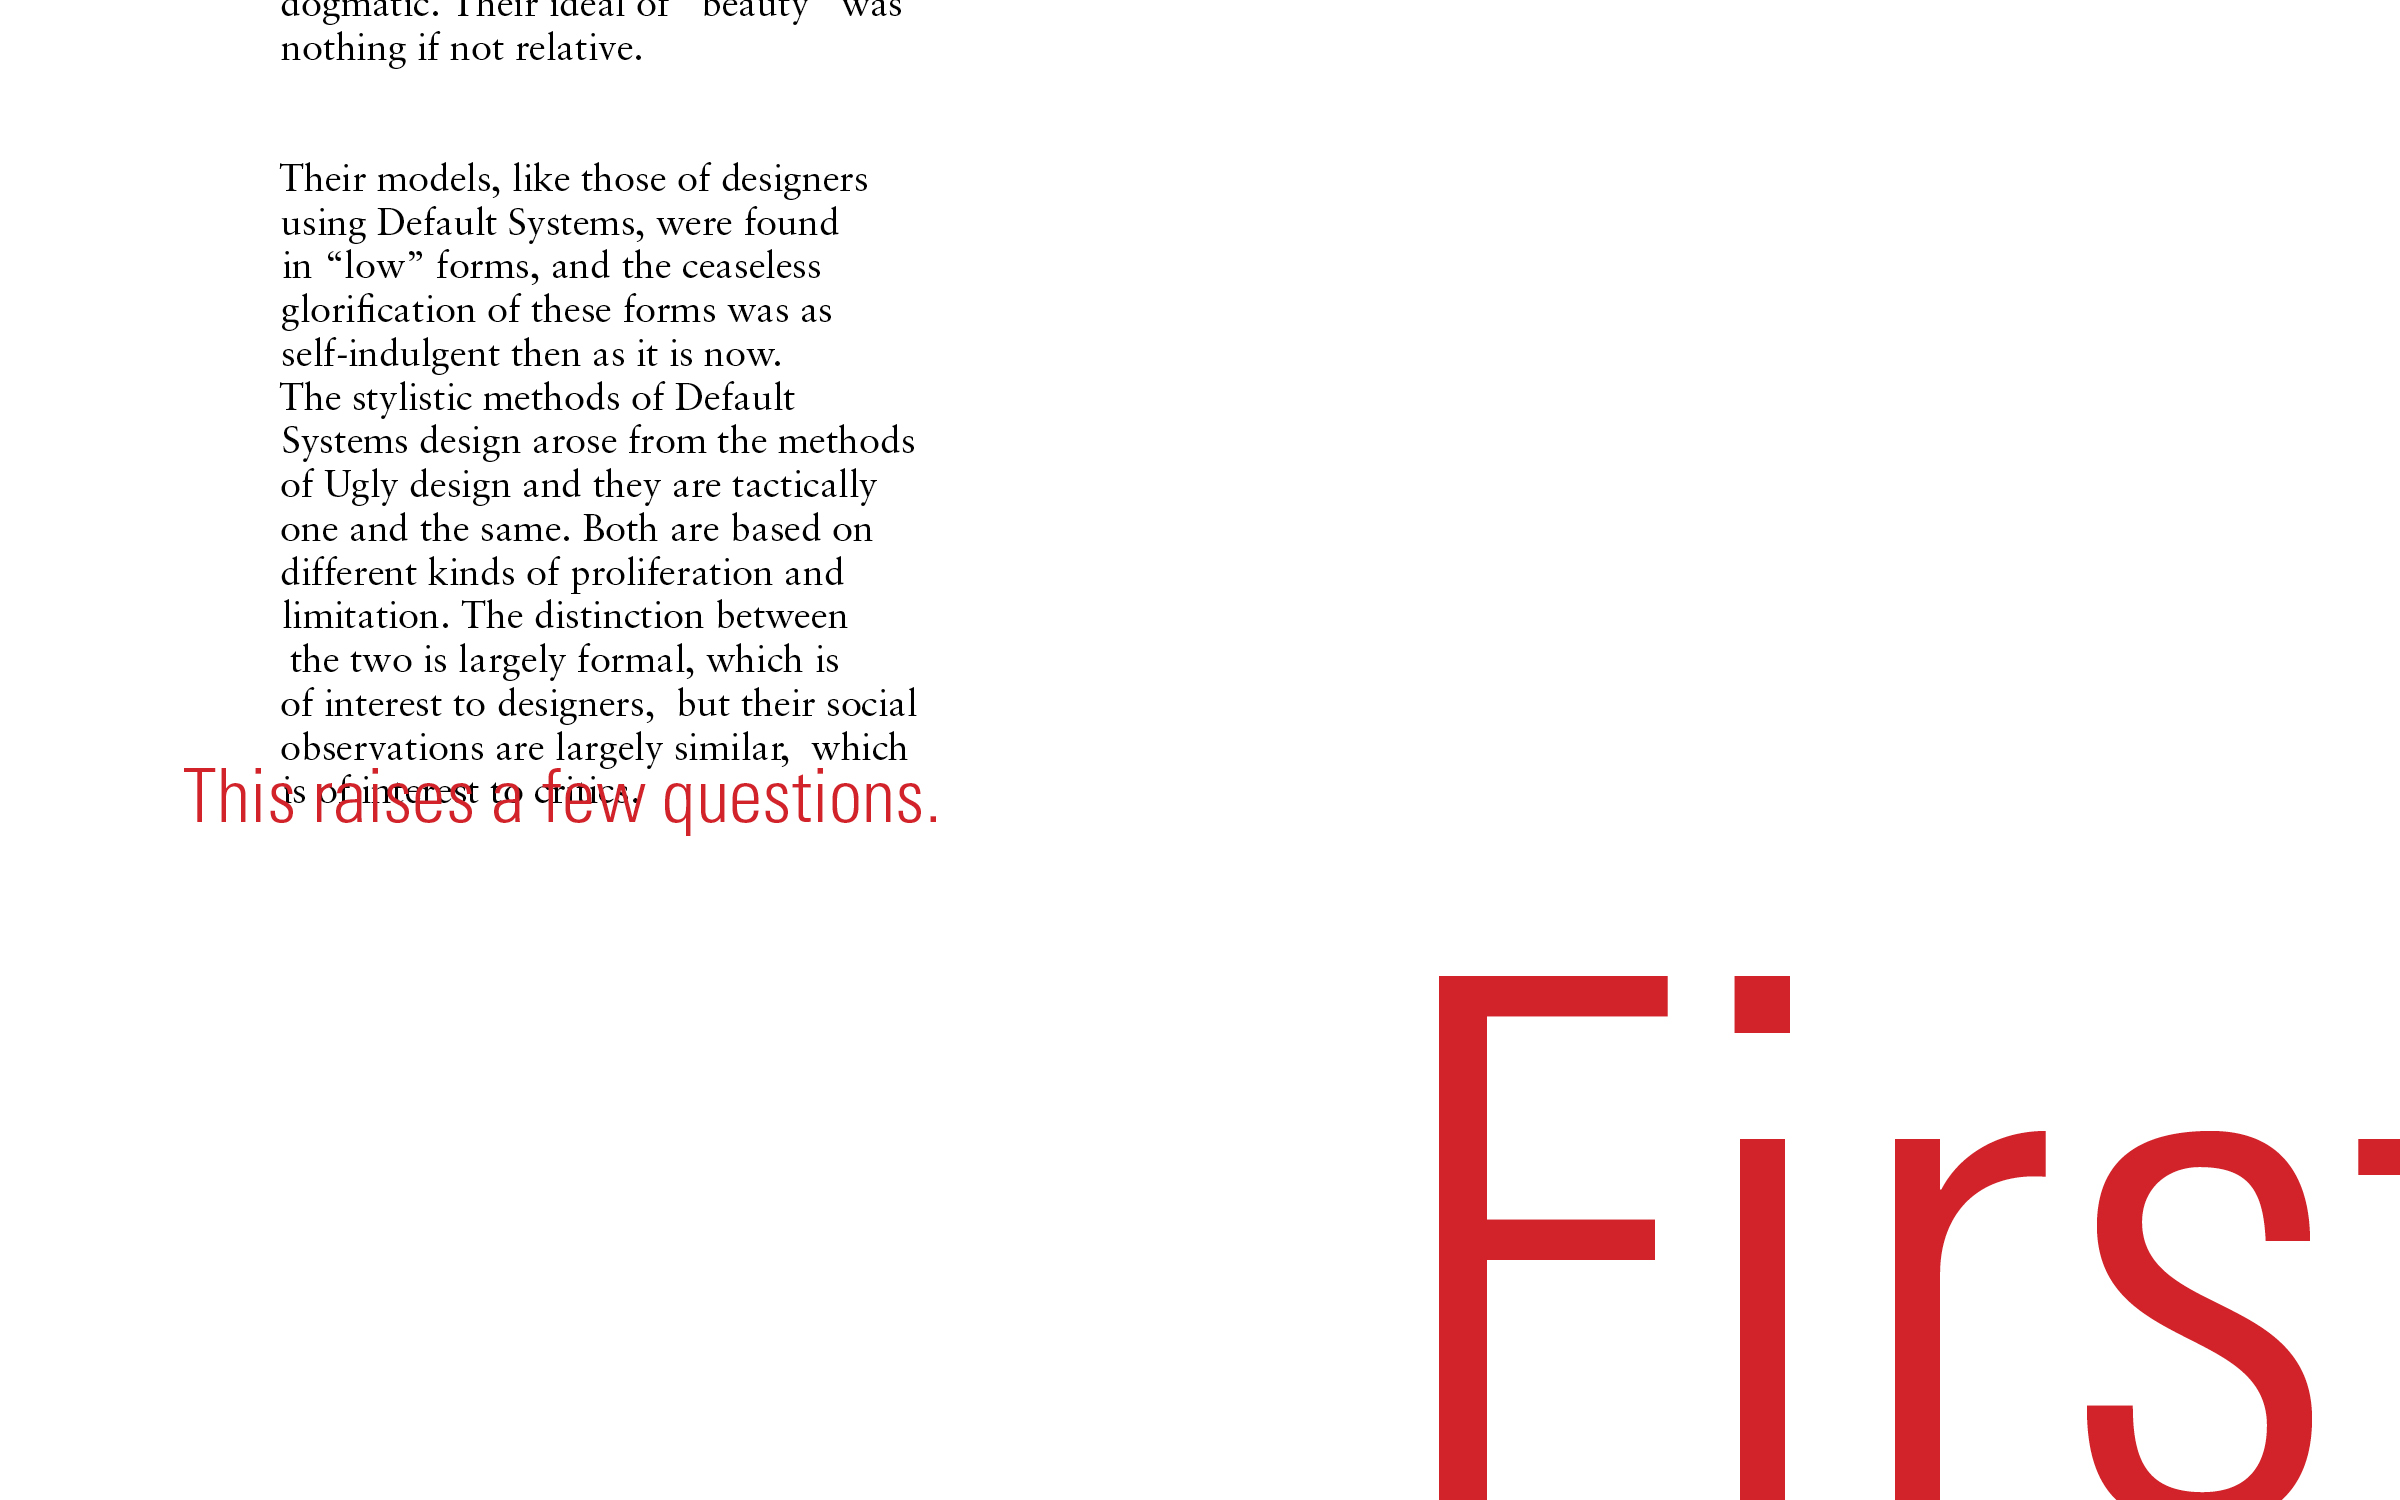 dogmatic. Their ideal of “beauty” was
nothing if not relative.
Their models, like those of designers
using Default Systems, were found
in “low” forms, and the ceaseless
glorification of these forms was as
self-indulgent then as it is now.
The stylistic methods of Default
Systems design arose from the methods
of Ugly design and they are tactically
one and the same. Both are based on
different kinds of proliferation and
limitation. The distinction between
the two is largely formal, which is
of interest to designers,  but their social
observations are largely similar,  which
is of interest to critics.
This raises a few questions.
First